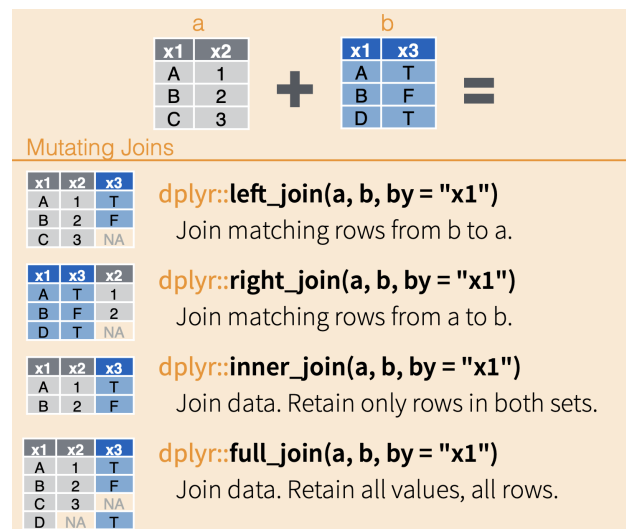 a b
x1 x2 x1 x3
A 1 A T
B 2 B F
C 3 D T
+ =
Mutating Joins
x1 x2 x3
A 1 T
B 2 F
C 3 NA
dplyr::left_join(a, b, by = "x1")
Join matching rows from b to a.
x1 x3 x2
A T 1
B F 2
D T NA
dplyr::right_join(a, b, by = "x1")
Join matching rows from a to b.
x1 x2 x3
A 1 T
B 2 F
dplyr::inner_join(a, b, by = "x1")
Join data. Retain only rows in both sets.
x1 x2 x3
A 1 T
B 2 F
C 3 NA
D NA T
dplyr::full_join(a, b, by = "x1")
Join data. Retain all values, all rows.